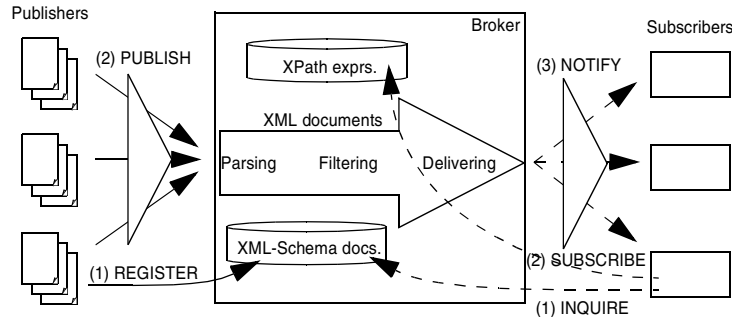 Publishers
Broker
Subscribers
(2) PUBLISH
XPath exprs.
(3) NOTIFY
XML documents
Parsing
Filtering
Delivering
XML-Schema docs.
(2) SUBSCRIBE
(1) REGISTER
(1) INQUIRE